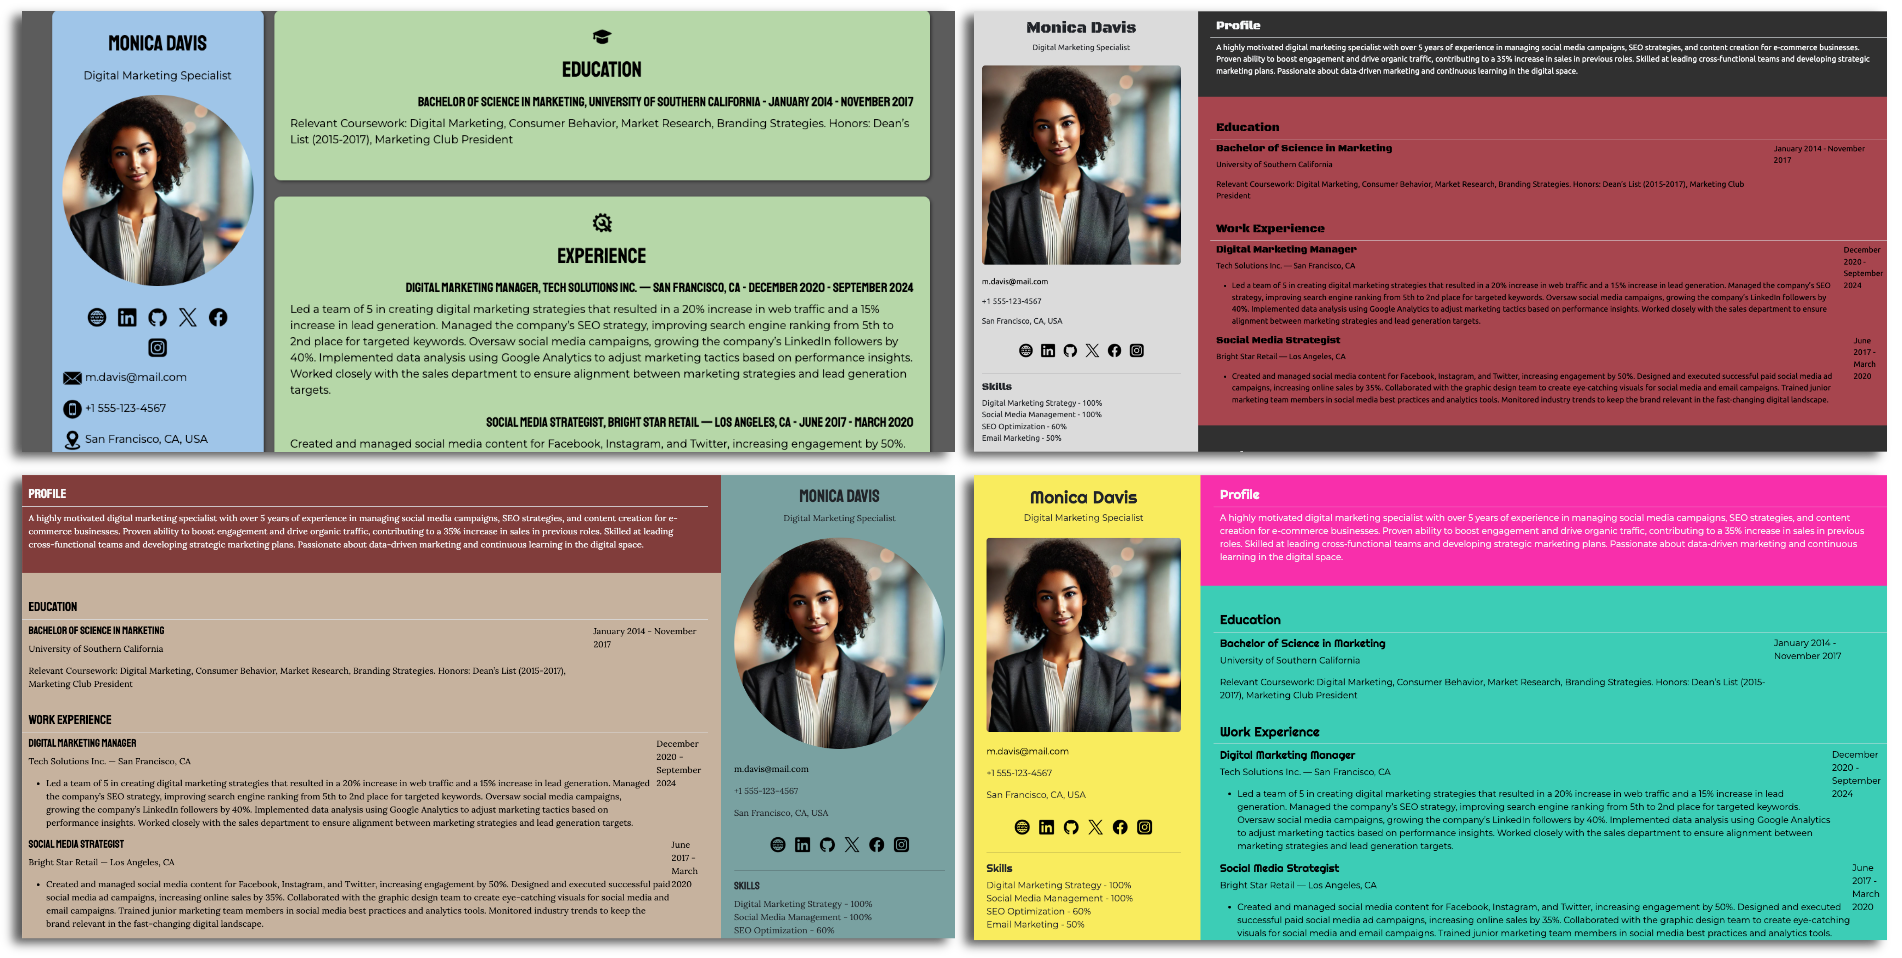 MONICA DAVIS
Digital Marketing Specialist
m.davis@mail.com
+1 555-123-4567
San Francisco, CA, USA
EDUCATION
BACHELOR OF SCIENCE IN MARKETING, UNIVERSITY OF SOUTHERN CALIFORNIA - JANUARY 2014 - NOVEMBER 2017
Relevant Coursework: Digital Marketing, Consumer Behavior, Market Research, Branding Strategies. Honors: Dean's
List (2015-2017), Marketing Club President
EXPERIENCE
DIGITAL MARKETING MANAGER, TECH SOLUTIONS INC. — SAN FRANCISCO, CA - DECEMBER 2020 - SEPTEMBER 2024
Led a team of 5 in creating digital marketing strategies that resulted in a 20% increase in web traffic and a 15%
increase in lead generation. Managed the company's SEO strategy, improving search engine ranking from 5th to
2nd place for targeted keywords. Oversaw social media campaigns, growing the company's LinkedIn followers by
40%. Implemented data analysis using Google Analytics to adjust marketing tactics based on performance insights.
Worked closely with the sales department to ensure alignment between marketing strategies and lead generation
targets.
SOCIAL MEDIA STRATEGIST, BRIGHT STAR RETAIL — LOS ANGELES, CA - JUNE 2017 - MARCH 2020
Created and managed social media content for Facebook, Instagram, and Twitter, increasing engagement by 50%.
Monica Davis
Digital Marketing Specialist
m.davis@mail.com
+1 555-123-4567
San Francisco, CA, USA
Skills
Digital Marketing Strategy - 100%
Social Media Management - 100%
SEO Optimization - 60%
Email Marketing - 50%
Profile
A highly motivated digital marketing specialist with over 5 years of experience in managing social media campaigns, SEO strategies, and content creation for e-commerce businesses.
Proven ability to boost engagement and drive organic traffic, contributing to a 35% increase in sales in previous roles. Skilled at leading cross-functional teams and developing strategic
marketing plans. Passionate about data-driven marketing and continuous learning in the digital space.
Education
Bachelor of Science in Marketing
January 2014 - November
2017
University of Southern California
Relevant Coursework: Digital Marketing, Consumer Behavior, Market Research, Branding Strategies. Honors: Dean's List (2015-2017), Marketing Club
President
Work Experience
Digital Marketing Manager
December
2020 -
September
2024
Tech Solutions Inc. — San Francisco, CA
• Led a team of 5 in creating digital marketing strategies that resulted in a 20% increase in web traffic and a 15% increase in lead generation. Managed the company's SEO
strategy, improving search engine ranking from 5th to 2nd place for targeted keywords. Oversaw social media campaigns, growing the company's LinkedIn followers by
40%. Implemented data analysis using Google Analytics to adjust marketing tactics based on performance insights. Worked closely with the sales department to ensure
alignment between marketing strategies and lead generation targets.
Social Media Strategist
June
2017 -
March
2020
Bright Star Retail — Los Angeles, CA
• Created and managed social media content for Facebook, Instagram, and Twitter, increasing engagement by 50%. Designed and executed successful paid social media ad
campaigns, increasing online sales by 35%. Collaborated with the graphic design team to create eye-catching visuals for social media and email campaigns. Trained junior
marketing team members in social media best practices and analytics tools. Monitored industry trends to keep the brand relevant in the fast-changing digital landscape.
PROFILE
A highly motivated digital marketing specialist with over 5 years of experience in managing social media campaigns, SEO strategies, and content creation for e-
commerce businesses. Proven ability to boost engagement and drive organic traffic, contributing to a 35% increase in sales in previous roles. Skilled at leading
cross-functional teams and developing strategic marketing plans. Passionate about data-driven marketing and continuous learning in the digital space.
EDUCATION
BACHELOR OF SCIENCE IN MARKETING
January 2014 - November
2017
University of Southern California
Relevant Coursework: Digital Marketing, Consumer Behavior, Market Research, Branding Strategies. Honors: Dean's List (2015-2017),
Marketing Club President
WORK EXPERIENCE
DIGITAL MARKETING MANAGER
December
2020 -
September
2024
Tech Solutions Inc. — San Francisco, CA
• Led a team of 5 in creating digital marketing strategies that resulted in a 20% increase in web traffic and a 15% increase in lead generation. Managed
the company's SEO strategy, improving search engine ranking from 5th to 2nd place for targeted keywords. Oversaw social media campaigns,
growing the company's LinkedIn followers by 40%. Implemented data analysis using Google Analytics to adjust marketing tactics based on
performance insights. Worked closely with the sales department to ensure alignment between marketing strategies and lead generation targets.
SOCIAL MEDIA STRATEGIST
June
2017 -
March
2020
Bright Star Retail — Los Angeles, CA
• Created and managed social media content for Facebook, Instagram, and Twitter, increasing engagement by 50%. Designed and executed successful paid
social media ad campaigns, increasing online sales by 35%. Collaborated with the graphic design team to create eye-catching visuals for social media and
email campaigns. Trained junior marketing team members in social media best practices and analytics tools. Monitored industry trends to keep the
brand relevant in the fast-changing digital landscape.
MONICA DAVIS
Digital Marketing Specialist
m.davis@mail.com
+1 555-123-4567
San Francisco, CA, USA
SKILLS
Digital Marketing Strategy - 100%
Social Media Management - 100%
SEO Optimization - 60%
Monica Davis
Digital Marketing Specialist
m.davis@mail.com
+1 555-123-4567
San Francisco, CA, USA
Skills
Digital Marketing Strategy - 100%
Social Media Management - 100%
SEO Optimization - 60%
Email Marketing - 50%
Profile
A highly motivated digital marketing specialist with over 5 years of experience in managing social media campaigns, SEO strategies, and content
creation for e-commerce businesses. Proven ability to boost engagement and drive organic traffic, contributing to a 35% increase in sales in previous
roles. Skilled at leading cross-functional teams and developing strategic marketing plans. Passionate about data-driven marketing and continuous
learning in the digital space.
Education
Bachelor of Science in Marketing
January 2014 -
November 2017
University of Southern California
Relevant Coursework: Digital Marketing, Consumer Behavior, Market Research, Branding Strategies. Honors: Dean's List (2015-
2017), Marketing Club President
Work Experience
Digital Marketing Manager
December
2020 -
September
2024
Tech Solutions Inc. — San Francisco, CA
• Led a team of 5 in creating digital marketing strategies that resulted in a 20% increase in web traffic and a 15% increase in lead
generation. Managed the company's SEO strategy, improving search engine ranking from 5th to 2nd place for targeted keywords.
Oversaw social media campaigns, growing the company's LinkedIn followers by 40%. Implemented data analysis using Google Analytics
to adjust marketing tactics based on performance insights. Worked closely with the sales department to ensure alignment between
marketing strategies and lead generation targets.
Social Media Strategist
June
2017 -
March
2020
Bright Star Retail — Los Angeles, CA
• Created and managed social media content for Facebook, Instagram, and Twitter, increasing engagement by 50%. Designed and executed
successful paid social media ad campaigns, increasing online sales by 35%. Collaborated with the graphic design team to create eye-catching
visuals for social media and email campaigns. Trained junior marketing team members in social media best practices and analytics tools.